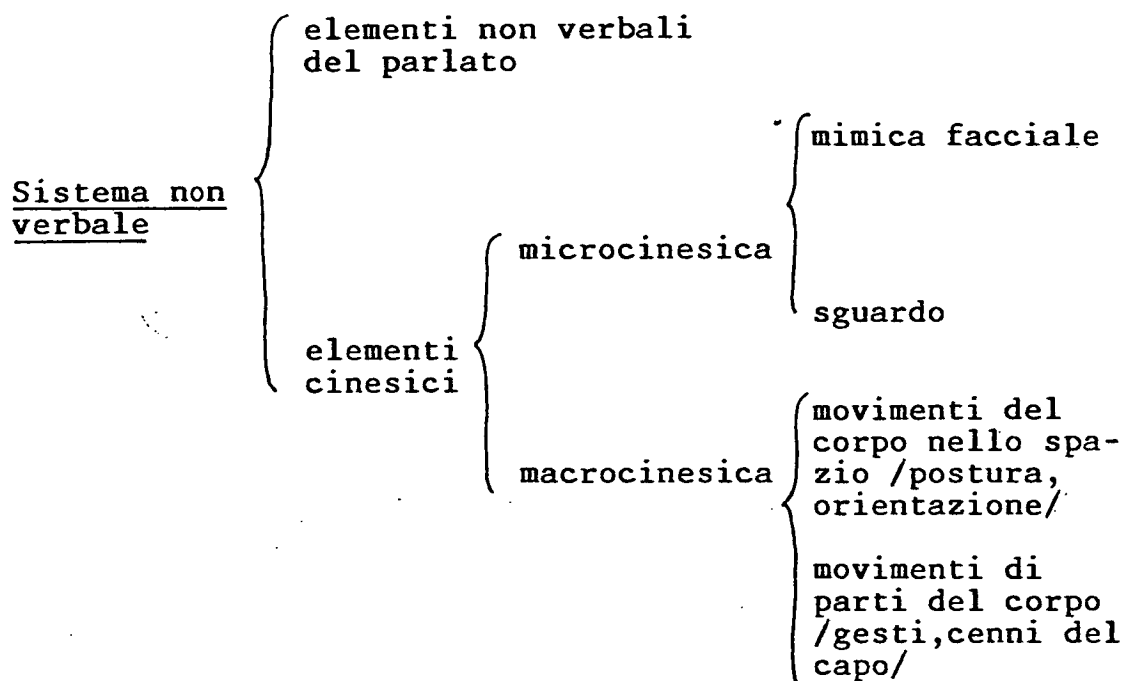 elementi non verbali
del parlato
mimica facciale
Sistema non
verbale
microcinesica
sguardo
elementi
cinesici
movimenti del
corpo nello spa-
zio /postura,
orientazione/
macrocinesica
movimenti di
parti del corpo
/gesti,cenni del
capo/